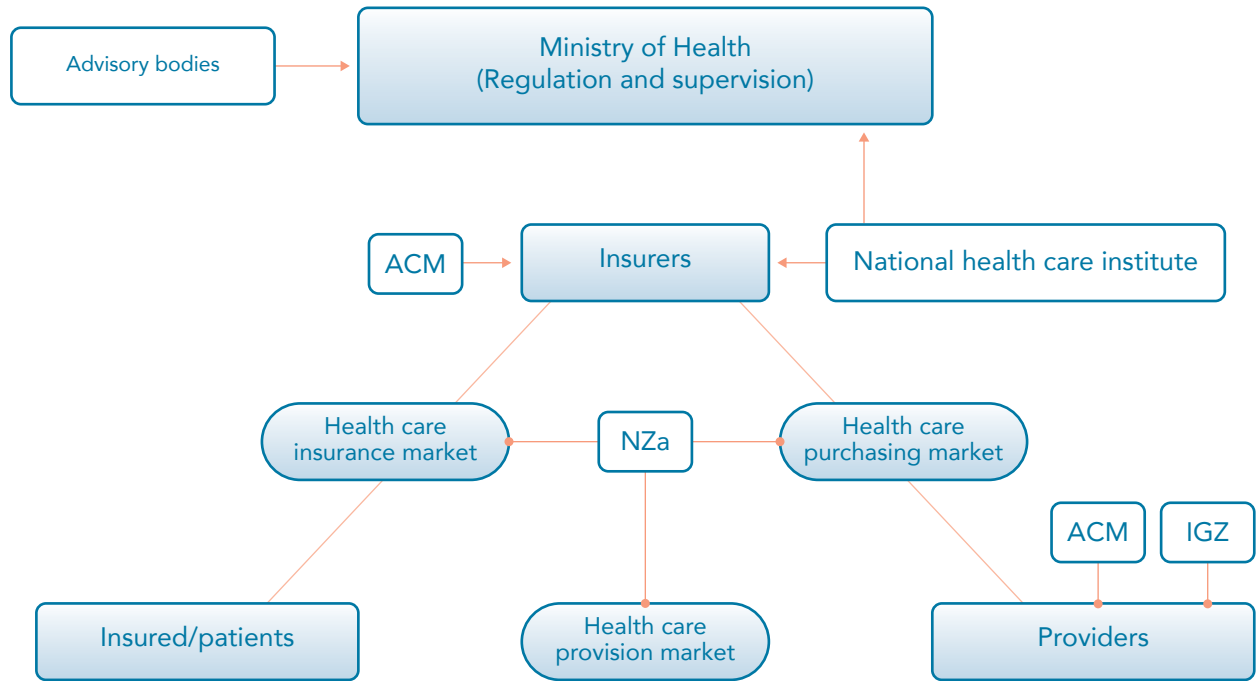 Advisory bodies
Ministry of Health
(Regulation and supervision)
ACM
Insurers
National health care institute
Health care
insurance market
NZa
Health care
purchasing market
ACM
IGZ
Insured/patients
Health care
provision market
Providers